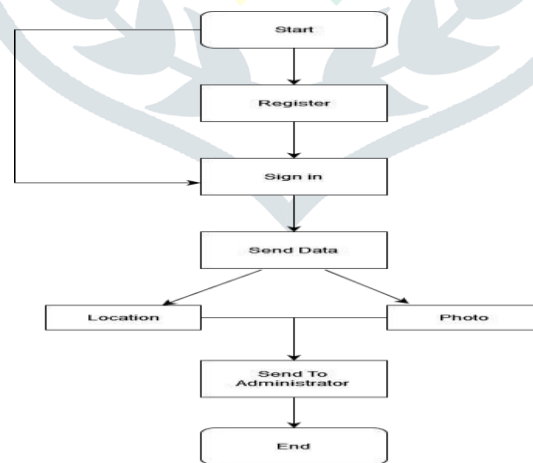 Start
Register
Sign in
Send Data
Location
Photo
Send To
Administrator
End